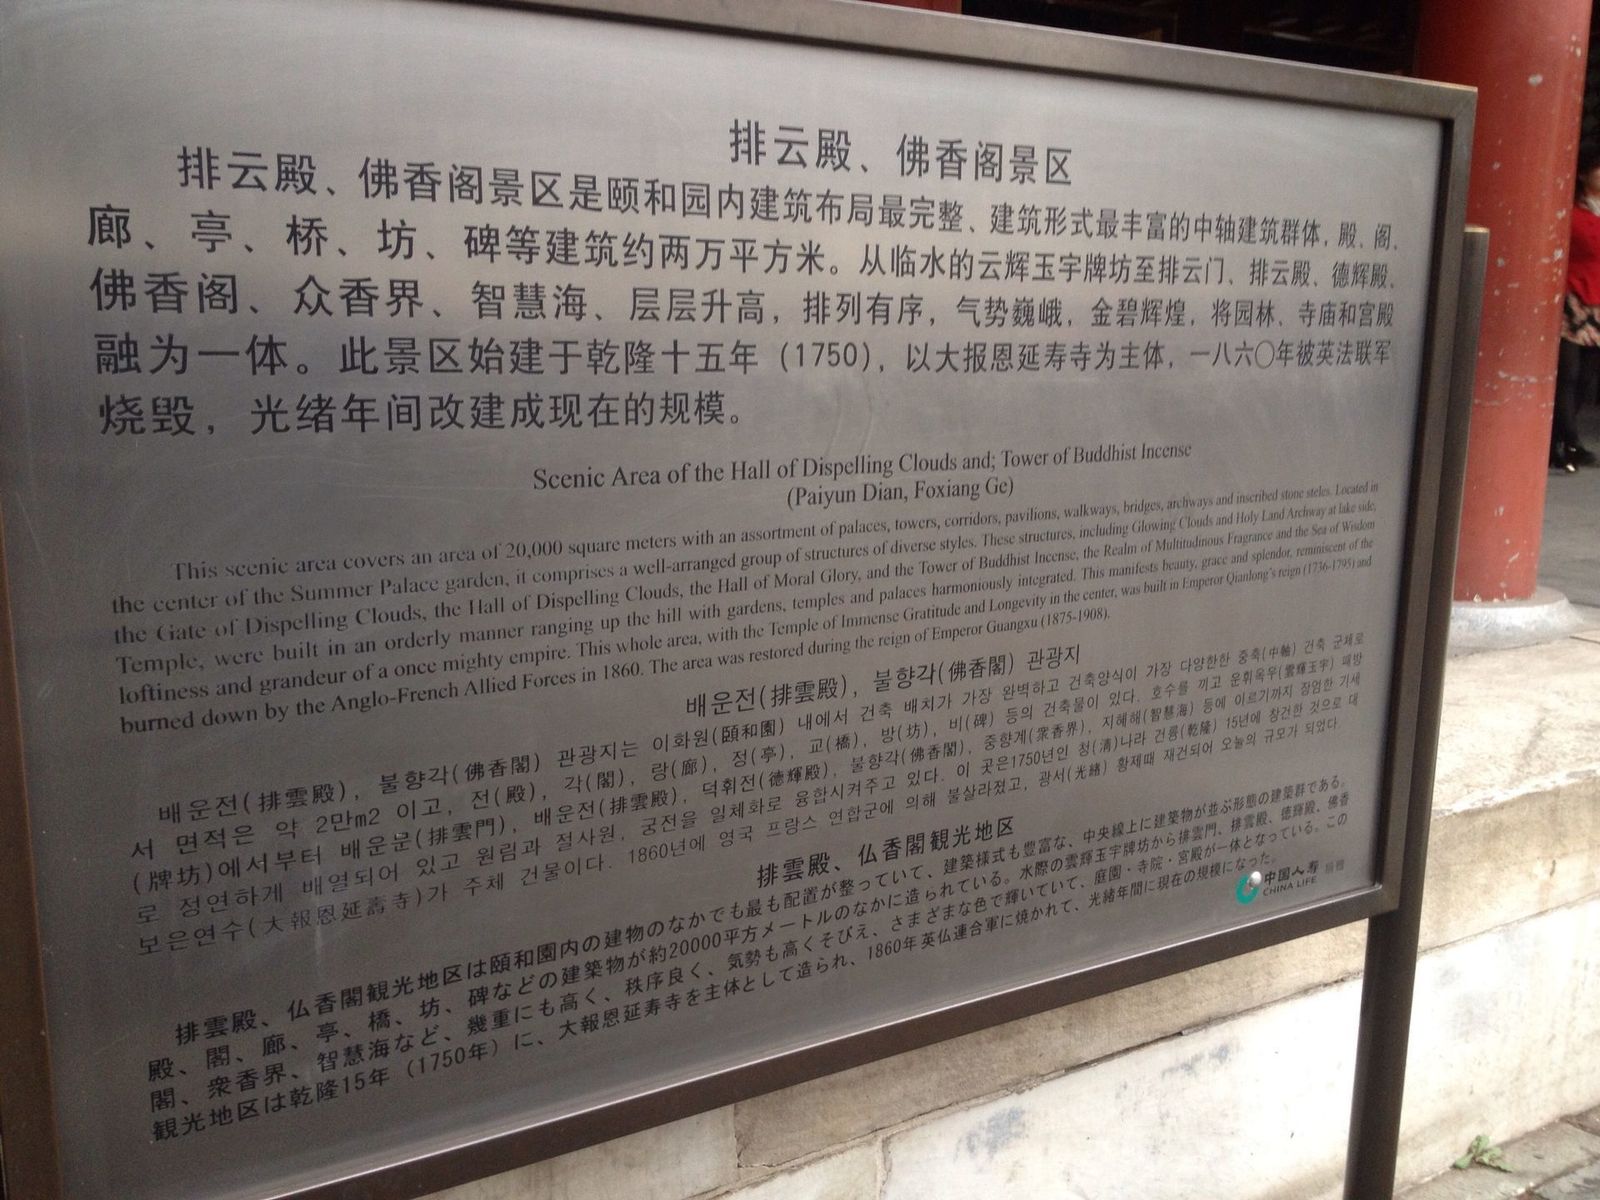 排云殿、佛香阁景区
排云殿、佛香阁景区是颐和园内建筑布局最完整、建筑形式最丰富的中轴建筑群体，殿、阁、
廊、亭、桥、坊、碑等建筑约两万平方米。从临水的云辉玉宇牌坊至排云门、排云殿、德辉殿、
佛香阁、众香界、智慧海、层层升高，排列有序，气势巍峨，金碧辉煌，将园林、寺庙和宫殿
融为一体。此景区始建于乾隆十五年（1750），以大报恩延寿寺为主体，一八六〇年被英法联军
烧毁，光绪年间改建成现在的规模。
Scenic Area of the Hall of Dispelling Clouds and; Tower of Buddhist Incense
(Paiyun Dian, Foxiang Ge)
This scenic area covers an area of 20,000 square meters with an assortment of palaces, towers, corridors, pavilions, walkways, bridges, archways and inscribed stone steles. Located in
the center of the Summer Palace garden, it comprises a well-arranged group of structures of diverse styles. These structures, including Glowing Clouds and Holy Land Archway at lake side,
the Gate of Dispelling Clouds, the Hall of Dispelling Clouds, the Hall of Moral Glory, and the Tower of Buddhist Incense, the Realm of Multitudinous Fragrance and the Sea of Wisdom
Temple, were built in an orderly manner ranging up the hill with gardens, temples and palaces harmoniously integrated. This manifests beauty, grace and splendor, reminiscent of the
loftiness and grandeur of a once mighty empire. This whole area, with the Temple of Immense Gratitude and Longevity in the center, was built in Emperor Qianlong's reign (1736-1795) and
burned down by the Anglo-French Allied Forces in 1860. The area was restored during the reign of Emperor Guangxu (1875-1908).
배운전(排雲殿), 불향각(佛香閣) 관광지
배운전(排雲殿), 불향각(佛香閣) 관광지는 이화원(頤和園) 내에서 건축 배치가 가장 완벽하고 건축양식이 가장 다양한한 중축(中軸) 건축 군체로
서 면적은 약 2만m2 이고, 전(殿), 각(閣), 랑(廊), 정(亭), 교(橋), 방(坊), 비(碑) 등의 건축물이 있다. 호수를 끼고 운휘옥우(雲輝玉宇) 패방
(牌坊)에서부터 배운문(排雲門), 배운전(排雲殿), 덕휘전(德輝殿), 불향각(佛香閣), 중향계(衆香界), 지혜해(智慧海) 등에 이르기까지 장엄한 기세
로 정연하게 배열되어 있고 원림과 절사원, 궁전을 일체화로 융합시켜주고 있다. 이 곳은1750년인 청(淸)나라 건륭(乾隆) 15년에 창건한 것으로 대
보은연수(大報恩延壽寺)가 주체 건물이다. 1860년에 영국 프랑스 연합군에 의해 불살라졌고, 광서(光緖) 황제때 재건되어 오늘의 규모가 되었다.
排雲殿、仏香閣観光地区
排雲殿、仏香閣観光地区は頤和園内の建物のなかでも最も配置が整っていて、建築様式も豊富な、中央線上に建築物が並ぶ形態の建築群である。
殿、閣、廊、亭、橋、坊、碑などの建築物が約20000平方メートルのなかに造られている。水際の雲輝玉宇牌坊から排雲門、排雲殿、徳輝殿、佛香
閣、衆香界、智慧海など、幾重にも高く、秩序良く、気勢も高くそびえ、さまざまな色で輝いていて、庭園・寺院・宮殿が一体となっている。この
観光地区は乾隆15年（1750年）に、大報恩延寿寺を主体として造られ、1860年英仏連合軍に焼かれて、光緒年間に現在の規模になった。
中国人寿
CHINA LIFE